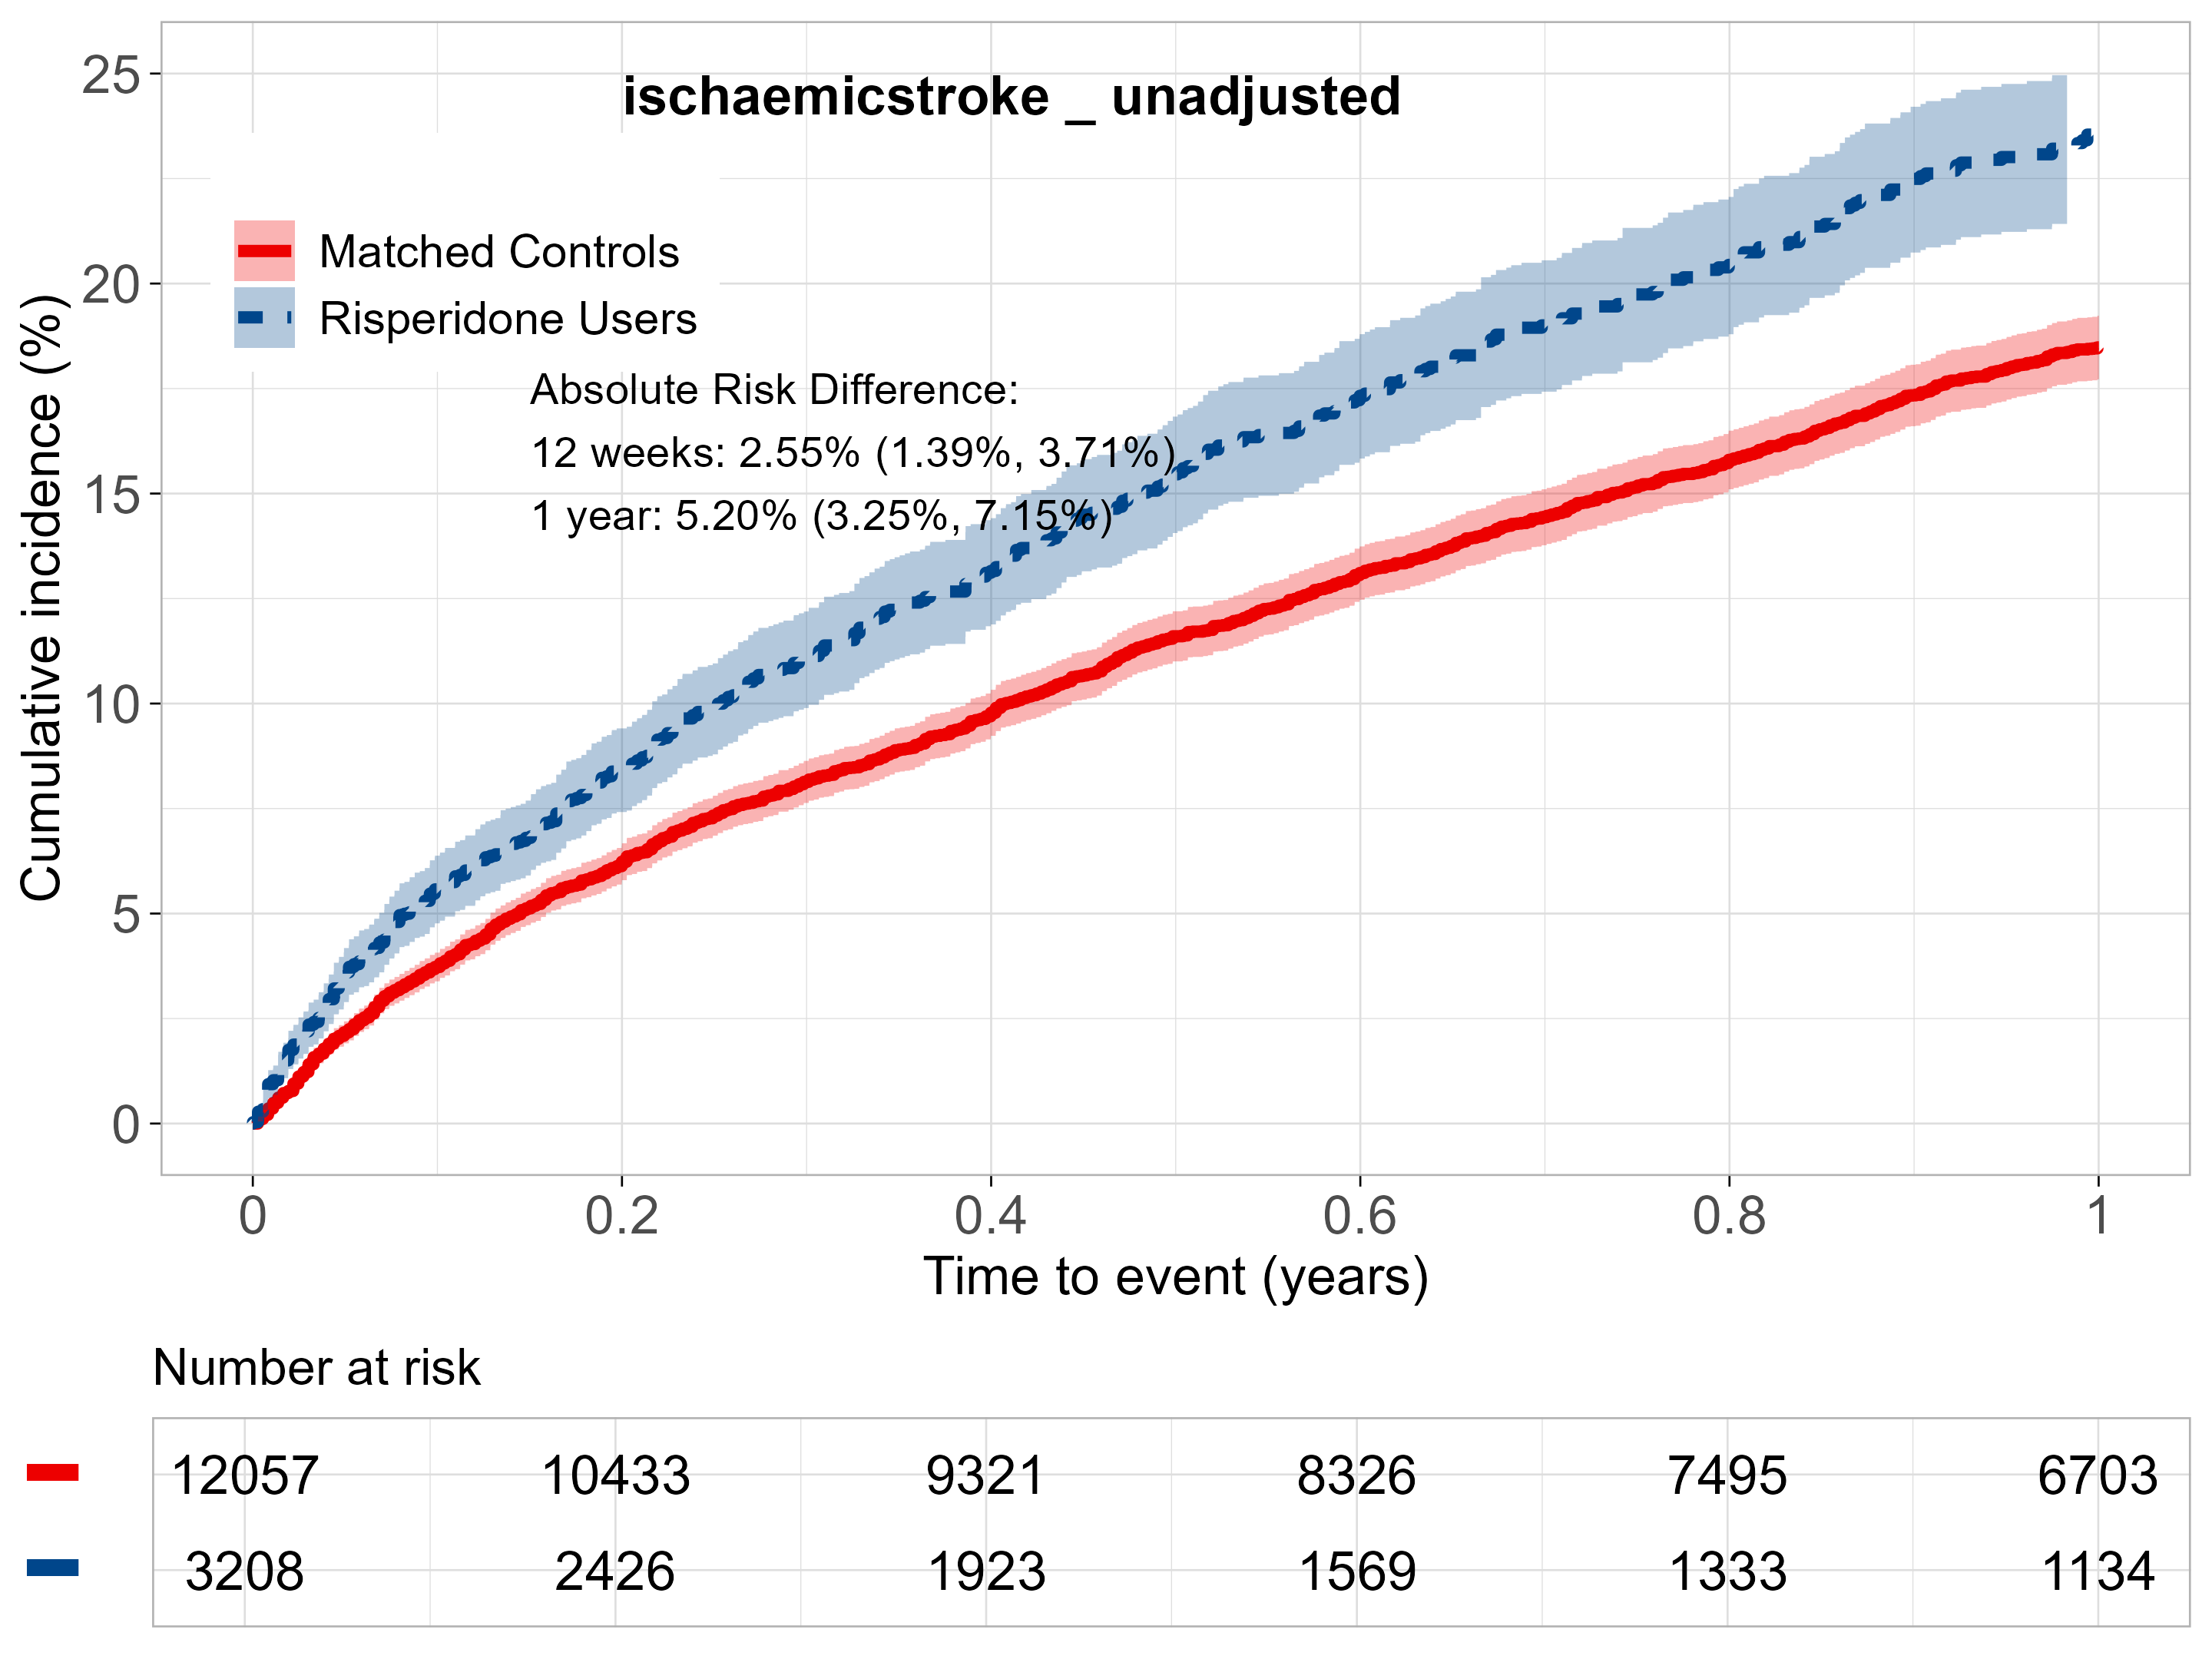 ischaemicstroke _ unadjusted
Matched Controls
Risperidone Users
Absolute Risk Difference:
12 weeks: 2.55% (1.39%, 3.71%)
1 year: 5.20% (3.25%, 7.15%)
Cumulative incidence (%)
25
20
15
10
5
0
0 0.2 0.4 0.6 0.8 1
Time to event (years)
Number at risk
12057 10433 9321 8326 7495 6703
3208 2426 1923 1569 1333 1134